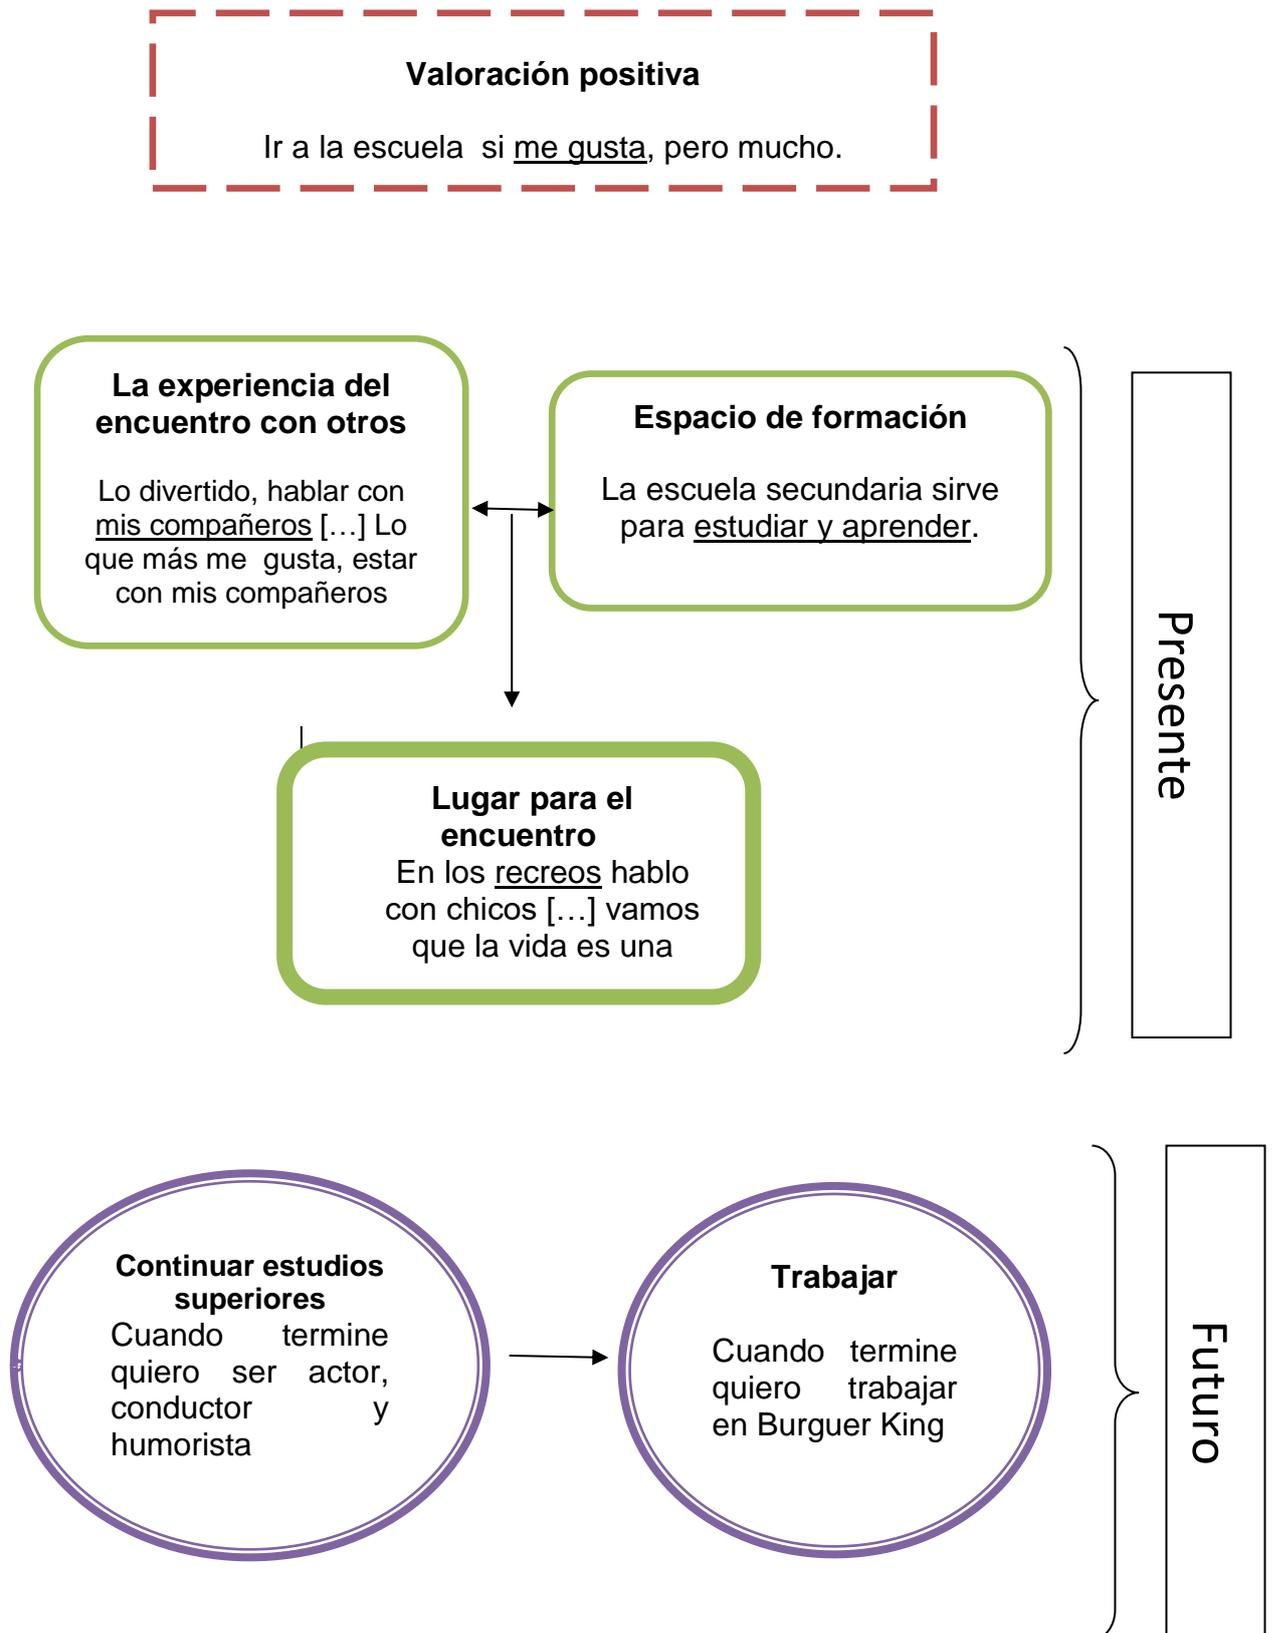 Valoración positiva
Ir a la escuela  si me gusta, pero mucho.
La experiencia del
encuentro con otros
Lo divertido, hablar con
mis compañeros […] Lo
que más me  gusta, estar
con mis compañeros
Espacio de formación
La escuela secundaria sirve
para estudiar y aprender.
Lugar para el
encuentro
En los recreos hablo
con chicos […] vamos
que la vida es una
Presente
Continuar estudios
superiores
Cuando termine
quiero ser actor,
conductor y
humorista
Trabajar
Cuando termine
quiero trabajar
en Burguer King
Futuro